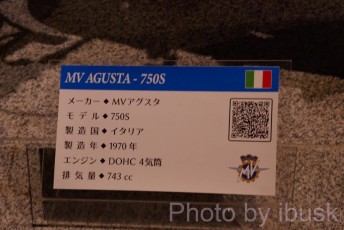 MV AGUSTA - 750S
メーカー◆MVアグスタ
モデル◆750S
製造国◆イタリア
製造年◆1970年
エンジン◆DOHC 4気筒
排気量◆743 cc
MV
Photo by ibusk